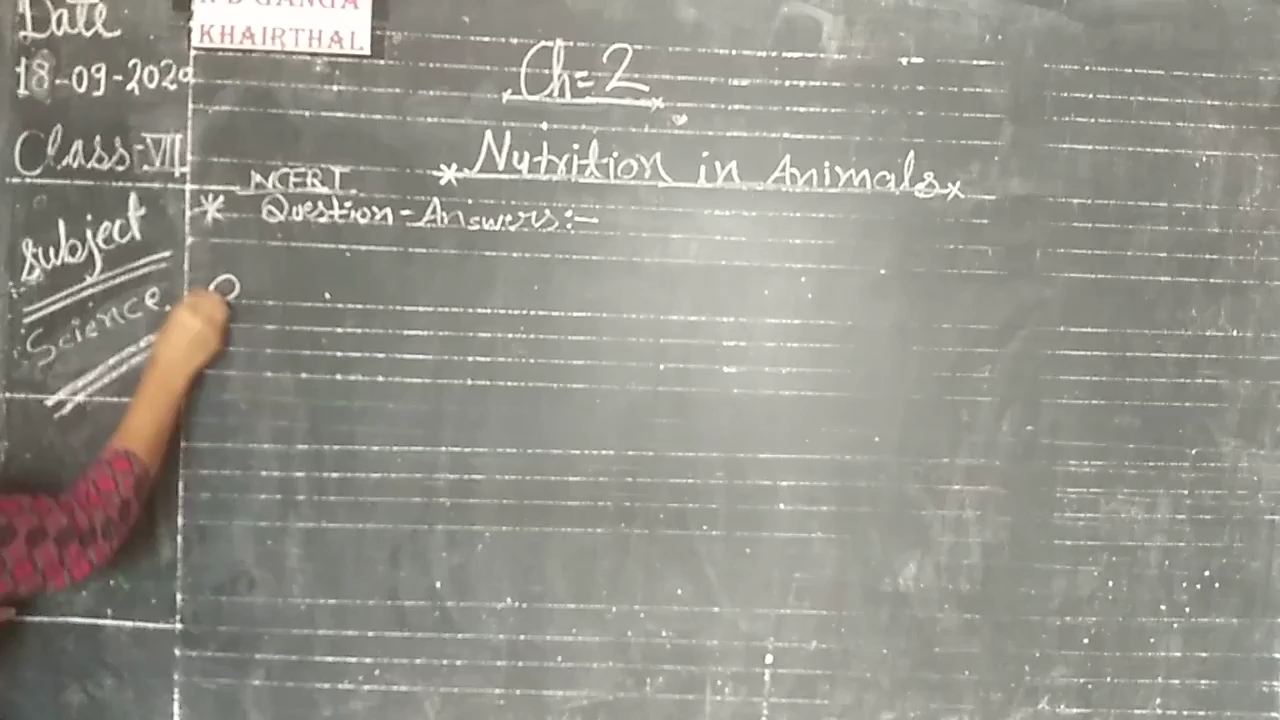 Date
18-09-2020
Class-VII
Subject
Science
KHAIRTHAL
Ch=2
* Nutrition in Animals x
NCERT
* Question-Answers:-